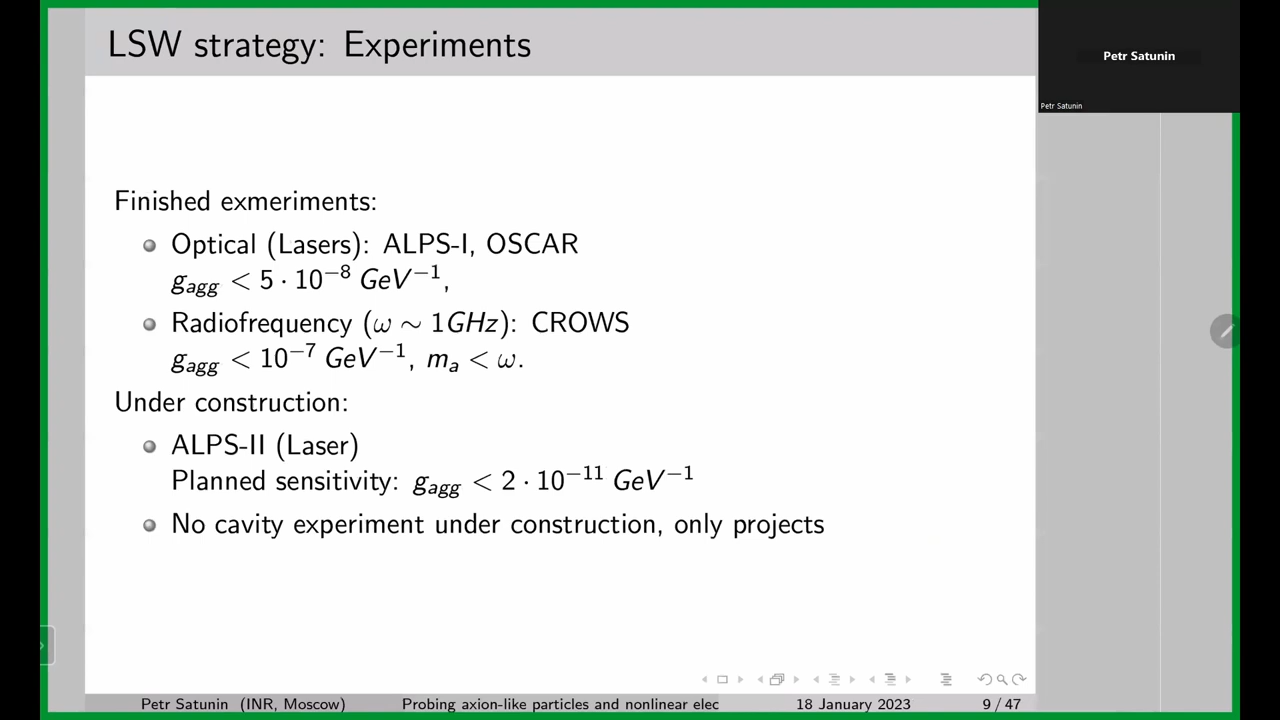 LSW strategy: Experiments
Petr Satunin
Petr Satunin
Finished exmeriments:
Optical (Lasers): ALPS-I, OSCAR
g_agg < 5 · 10⁻⁸ GeV⁻¹,
Radiofrequency (ω ∼ 1GHz): CROWS
g_agg < 10⁻⁷ GeV⁻¹, m_a < ω.
Under construction:
ALPS-II (Laser)
Planned sensitivity: g_agg < 2 · 10⁻¹¹ GeV⁻¹
No cavity experiment under construction, only projects
Petr Satunin (INR, Moscow) Probing axion-like particles and nonlinear elec 18 January 2023 9 / 47